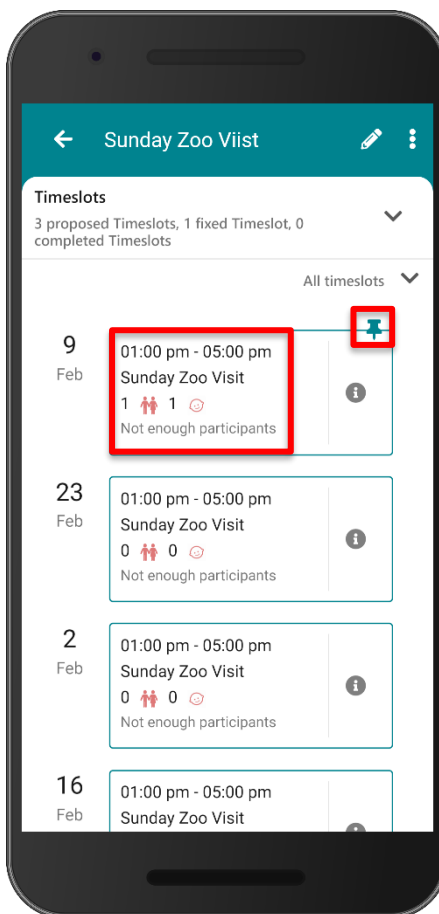 Sunday Zoo Viist
Timeslots
3 proposed Timeslots, 1 fixed Timeslot, 0
completed Timeslots
All timeslots
9
Feb
01:00 pm - 05:00 pm
Sunday Zoo Visit
1 1
Not enough participants
23
Feb
01:00 pm - 05:00 pm
Sunday Zoo Visit
0 0
Not enough participants
2
Feb
01:00 pm - 05:00 pm
Sunday Zoo Visit
0 0
Not enough participants
16
Feb
01:00 pm - 05:00 pm
Sunday Zoo Visit